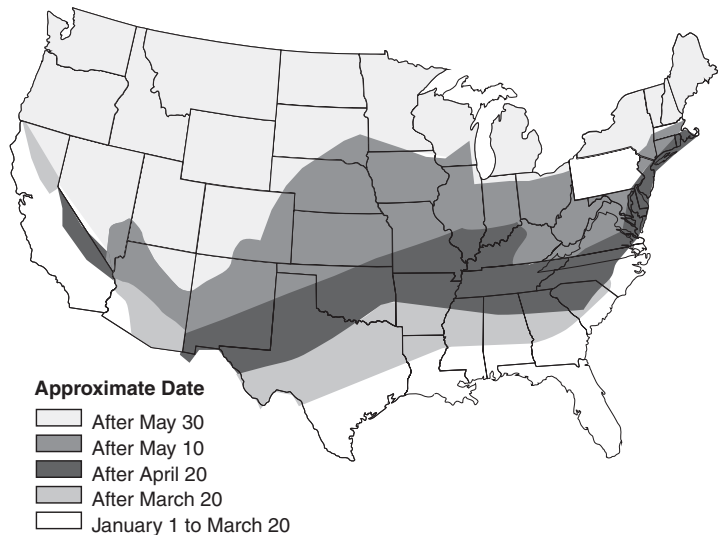 Approximate Date
After May 30
After May 10
After April 20
After March 20
January 1 to March 20